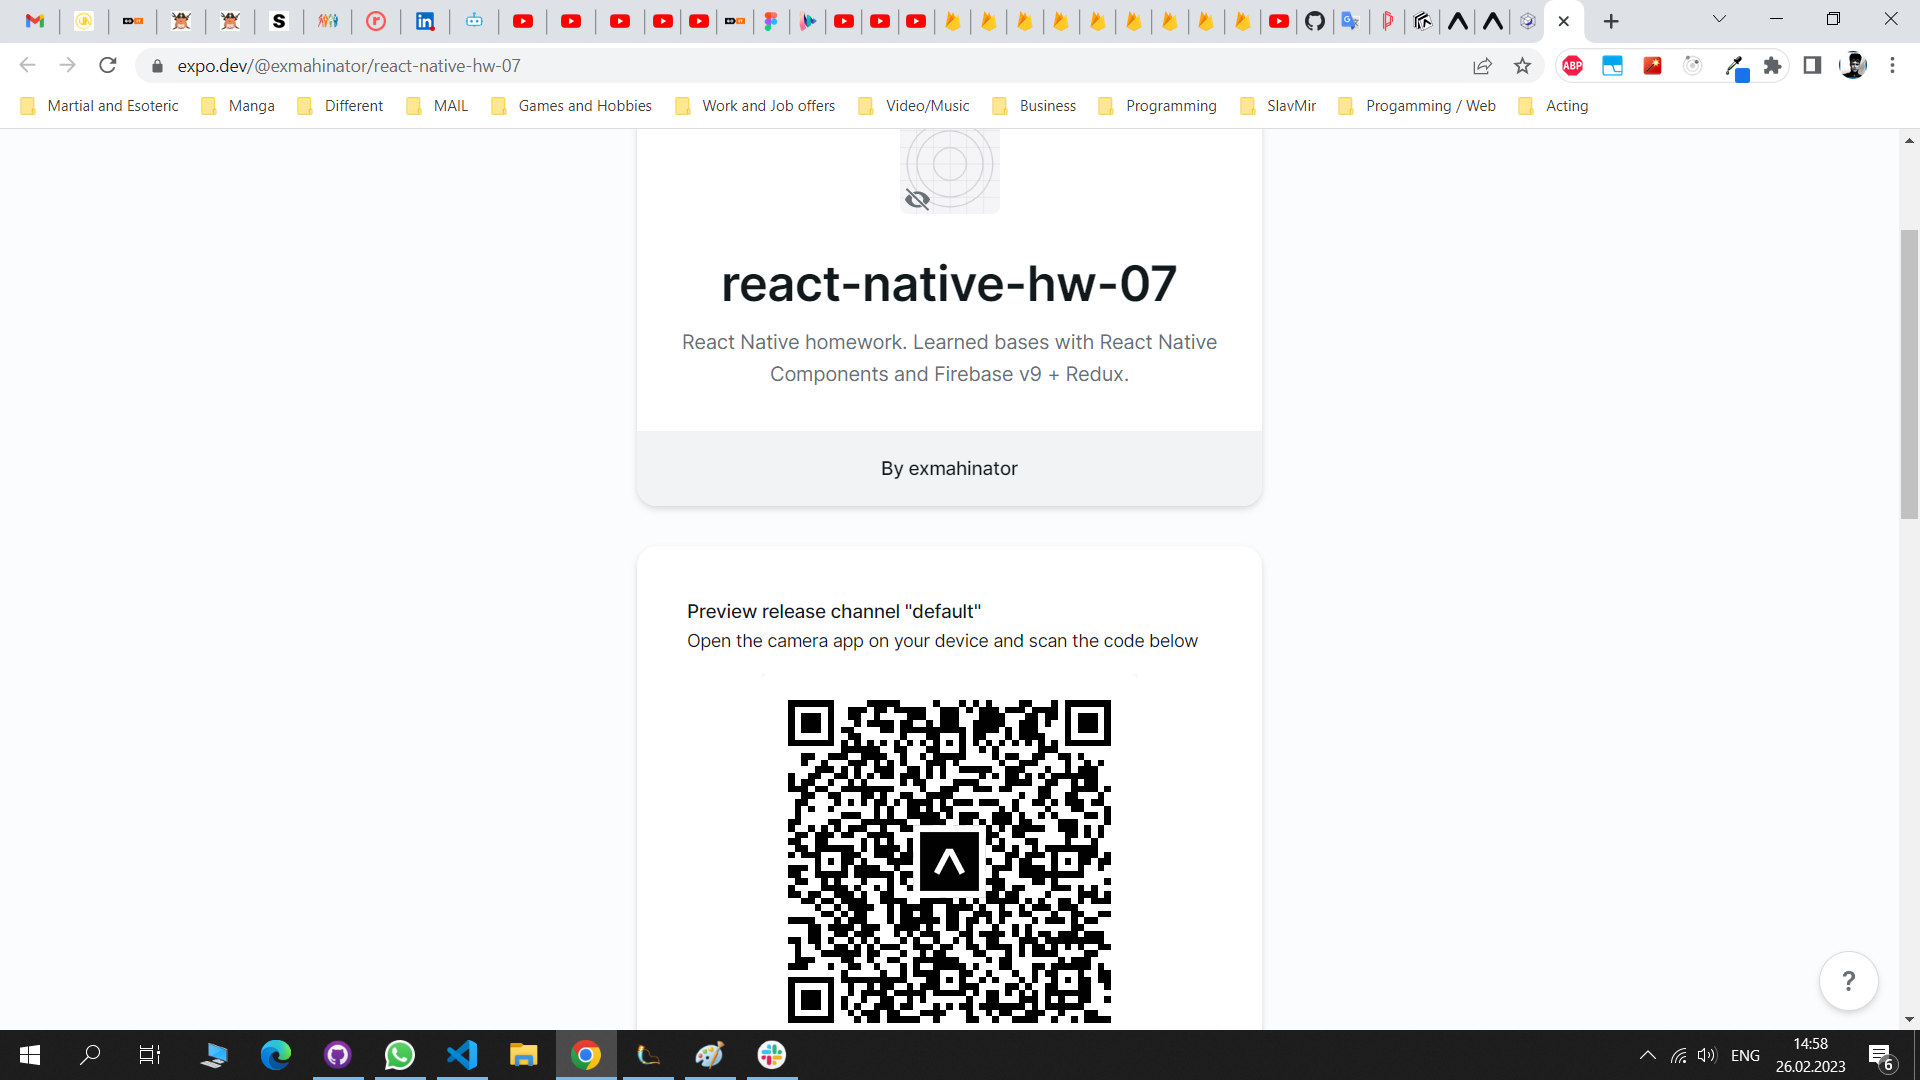 expo.dev/@exmahinator/react-native-hw-07
ABP
Martial and Esoteric
Manga
Different
MAIL
Games and Hobbies
Work and Job offers
Video/Music
Business
Programming
SlavMir
Progamming / Web
Acting
react-native-hw-07
React Native homework. Learned bases with React Native
Components and Firebase v9 + Redux.
By exmahinator
Preview release channel "default"
Open the camera app on your device and scan the code below
?
ENG
14:58
26.02.2023
6